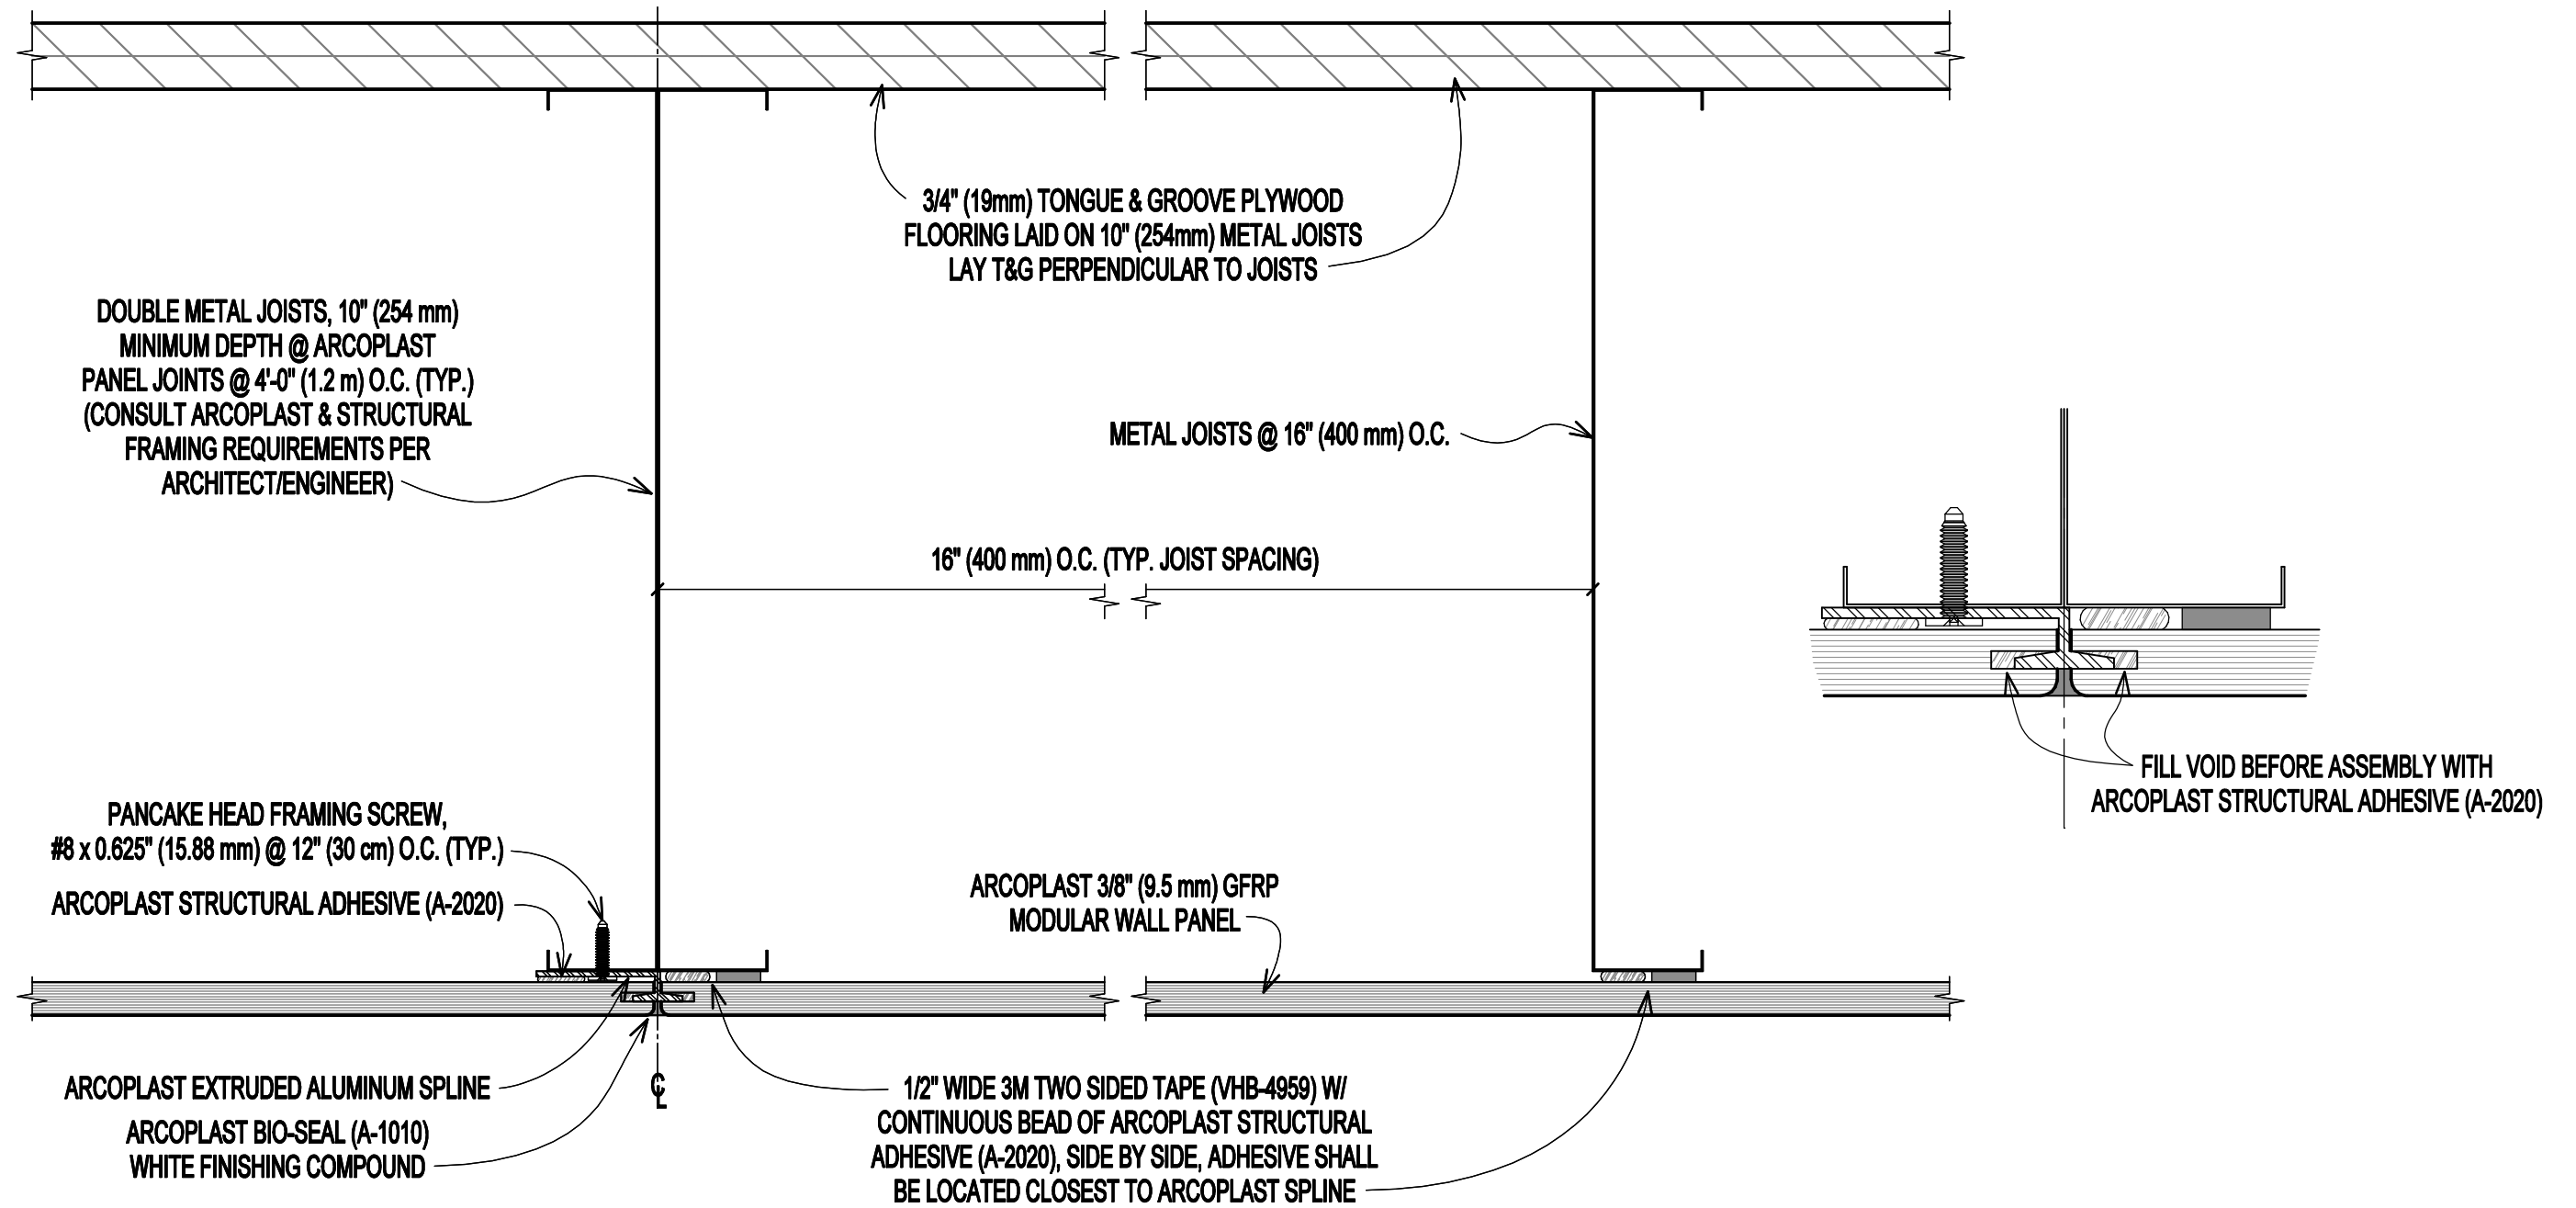 3/4" (19mm) TONGUE & GROOVE PLYWOOD
FLOORING LAID ON 10" (254mm) METAL JOISTS
LAY T&G PERPENDICULAR TO JOISTS
DOUBLE METAL JOISTS, 10" (254 mm)
MINIMUM DEPTH @ ARCOPLAST
PANEL JOINTS @ 4'-0" (1.2 m) O.C. (TYP.)
(CONSULT ARCOPLAST & STRUCTURAL
FRAMING REQUIREMENTS PER
ARCHITECT/ENGINEER)
METAL JOISTS @ 16" (400 mm) O.C.
16" (400 mm) O.C. (TYP. JOIST SPACING)
FILL VOID BEFORE ASSEMBLY WITH
ARCOPLAST STRUCTURAL ADHESIVE (A-2020)
PANCAKE HEAD FRAMING SCREW,
#8 x 0.625" (15.88 mm) @ 12" (30 cm) O.C. (TYP.)
ARCOPLAST STRUCTURAL ADHESIVE (A-2020)
ARCOPLAST 3/8" (9.5 mm) GFRP
MODULAR WALL PANEL
ARCOPLAST EXTRUDED ALUMINUM SPLINE
ARCOPLAST BIO-SEAL (A-1010)
WHITE FINISHING COMPOUND
℄
1/2" WIDE 3M TWO SIDED TAPE (VHB-4959) W/
CONTINUOUS BEAD OF ARCOPLAST STRUCTURAL
ADHESIVE (A-2020), SIDE BY SIDE, ADHESIVE SHALL
BE LOCATED CLOSEST TO ARCOPLAST SPLINE